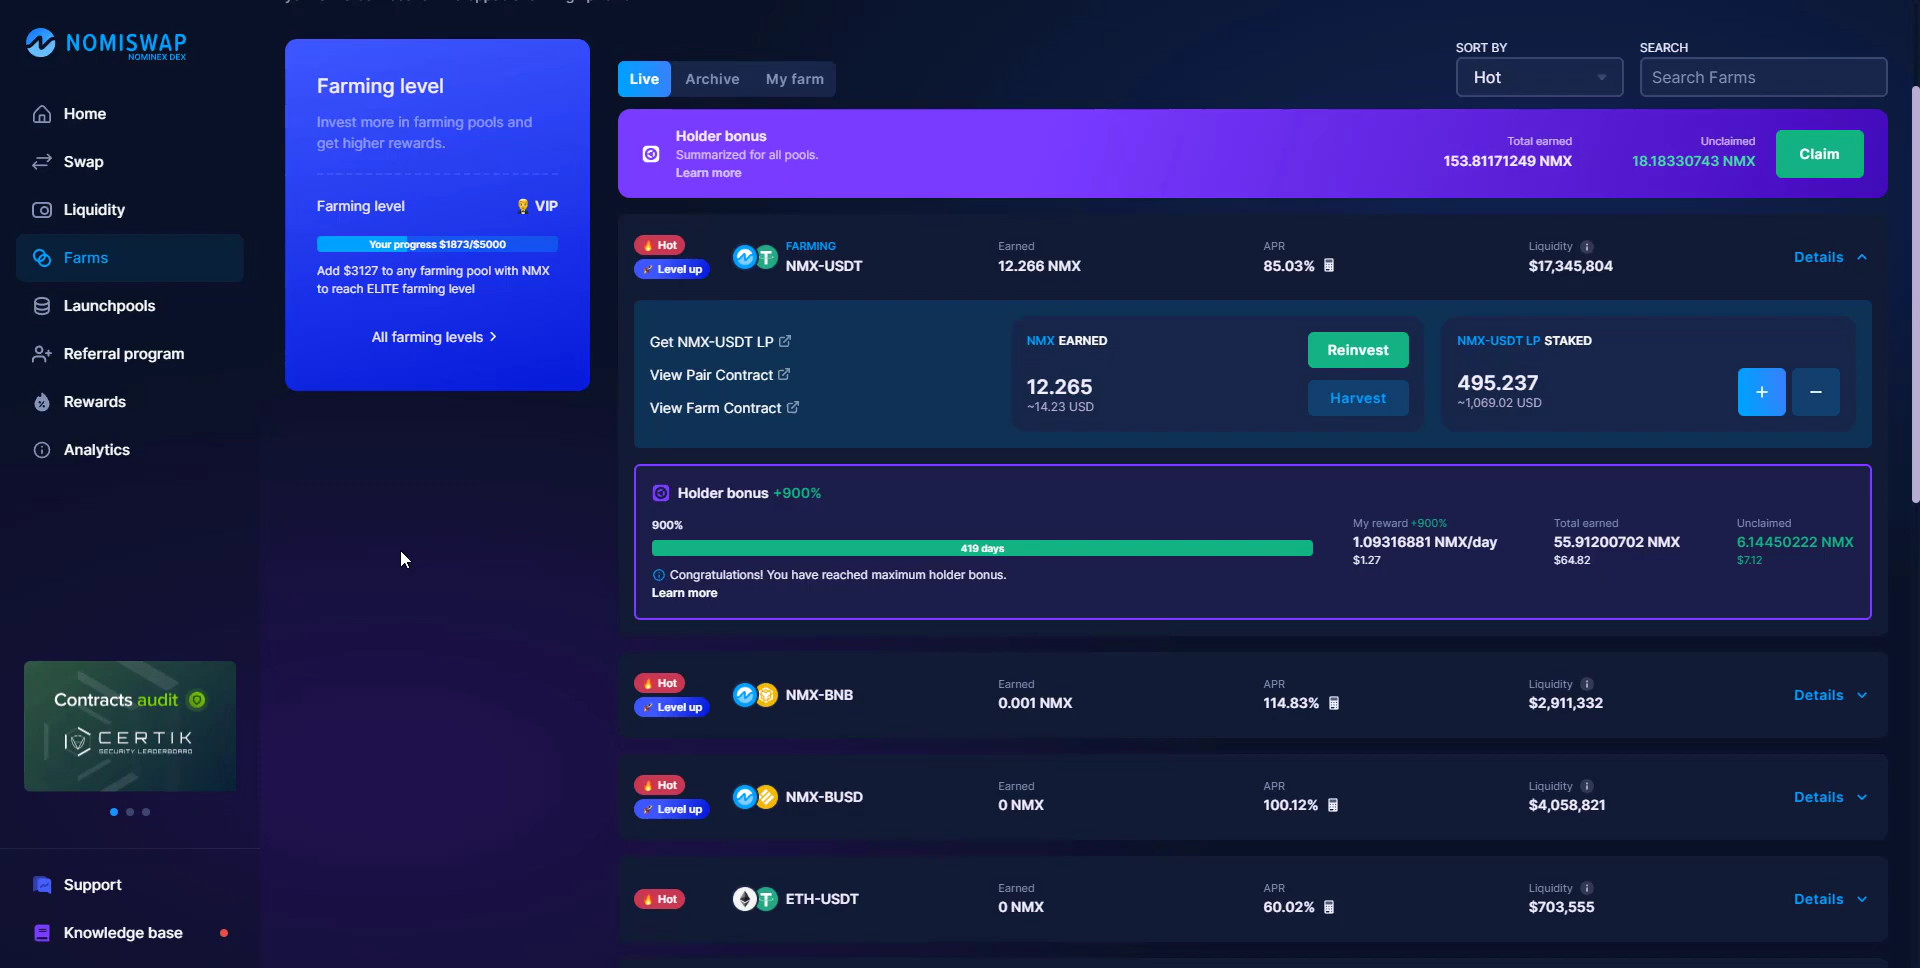 NOMISWAP
NOMINEX DEX
Home
Swap
Liquidity
Farms
Launchpools
Referral program
Rewards
Analytics
Contracts audit
CERTIK
SECURITY LEADERBOARD
Support
Knowledge base
Farming level
Invest more in farming pools and
get higher rewards.
Farming level
VIP
Your progress $1873/$5000
Add $3127 to any farming pool with NMX
to reach ELITE farming level
All farming levels
Live
Archive
My farm
SORT BY
Hot
SEARCH
Search Farms
Holder bonus
Summarized for all pools.
Learn more
Total earned
153.81171249 NMX
Unclaimed
18.18330743 NMX
Claim
Hot
Level up
FARMING
NMX-USDT
Earned
12.266 NMX
APR
85.03%
Liquidity
$17,345,804
Details
Get NMX-USDT LP
View Pair Contract
View Farm Contract
NMX EARNED
12.265
~14.23 USD
Reinvest
Harvest
NMX-USDT LP STAKED
495.237
~1,069.02 USD
+
−
Holder bonus +900%
900%
419 days
Congratulations! You have reached maximum holder bonus.
Learn more
My reward +900%
1.09316881 NMX/day
$1.27
Total earned
55.91200702 NMX
$64.82
Unclaimed
6.14450222 NMX
$7.12
Hot
Level up
NMX-BNB
Earned
0.001 NMX
APR
114.83%
Liquidity
$2,911,332
Details
Hot
Level up
NMX-BUSD
Earned
0 NMX
APR
100.12%
Liquidity
$4,058,821
Details
Hot
ETH-USDT
Earned
0 NMX
APR
60.02%
Liquidity
$703,555
Details